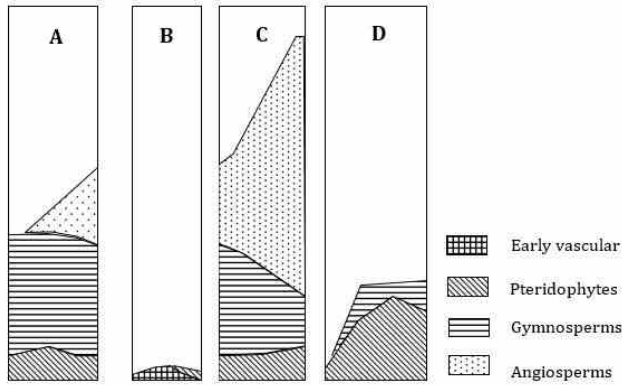 A
B
C
D
Early vascular
Pteridophytes
Gymnosperms
Angiosperms